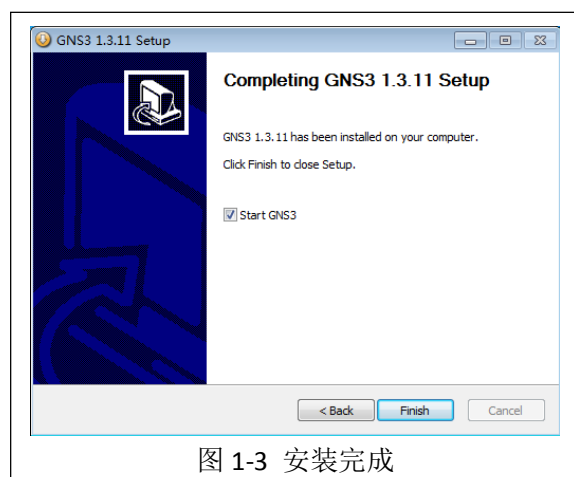 GNS3 1.3.11 Setup
Completing GNS3 1.3.11 Setup
GNS3 1.3.11 has been installed on your computer.
Click Finish to close Setup.
Start GNS3
< Back Finish Cancel
图 1-3 安装完成